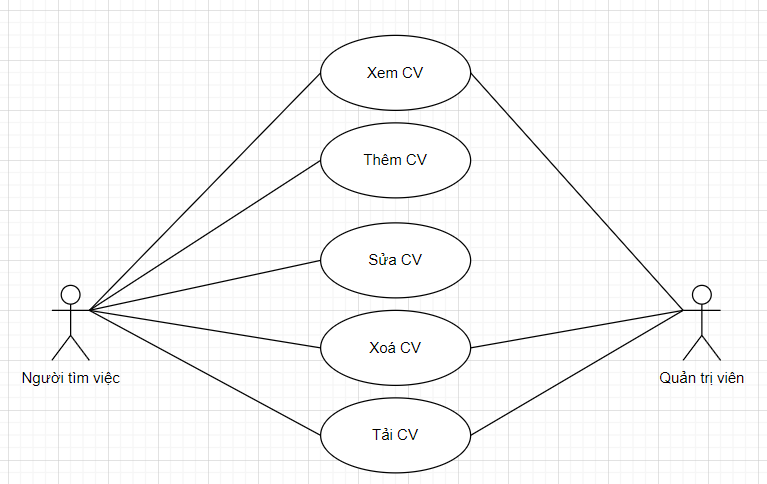 Xem CV
Thêm CV
Sửa CV
Xoá CV
Tải CV
Người tìm việc
Quản trị viên